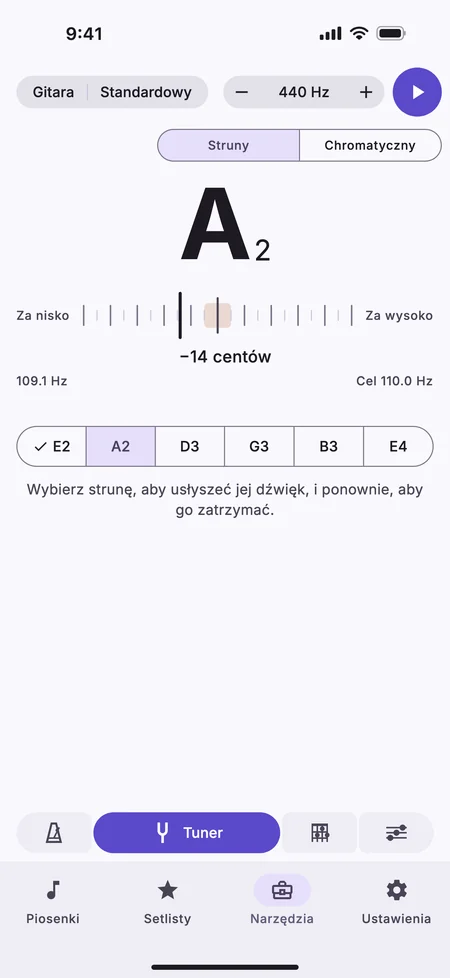 9:41
Gitara Standardowy
− 440 Hz +
Struny Chromatyczny
A2
Za nisko Za wysoko
−14 centów
109.1 Hz Cel 110.0 Hz
✓ E2 A2 D3 G3 B3 E4
Wybierz strunę, aby usłyszeć jej dźwięk, i ponownie, aby
go zatrzymać.
Tuner
Piosenki Setlisty Narzędzia Ustawienia